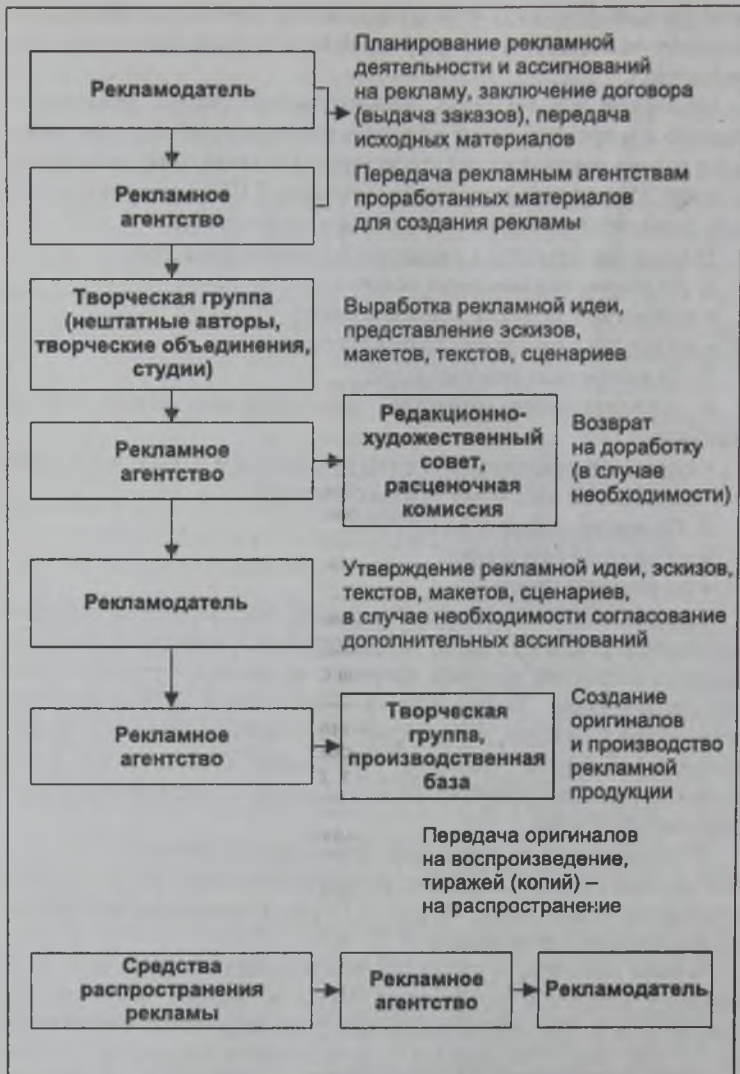 Рекламодатель
Планирование рекламной
деятельности и ассигнований
на рекламу, заключение договора
(выдача заказов), передача
исходных материалов
Рекламное
агентство
Передача рекламным агентствам
проработанных материалов
для создания рекламы
Творческая группа
(нештатные авторы,
творческие объединения,
студии)
Выработка рекламной идеи,
представление эскизов,
макетов, текстов, сценариев
Рекламное
агентство
Редакционно-
художественный
совет,
расценочная
комиссия
Возврат
на доработку
(в случае
необходимости)
Рекламодатель
Утверждение рекламной идеи, эскизов,
текстов, макетов, сценариев,
в случае необходимости согласование
дополнительных ассигнований
Рекламное
агентство
Творческая
группа,
производственная
база
Создание
оригиналов
и производство
рекламной
продукции
Передача оригиналов
на воспроизведение,
тиражей (копий) –
на распространение
Средства
распространения
рекламы
Рекламное
агентство
Рекламодатель